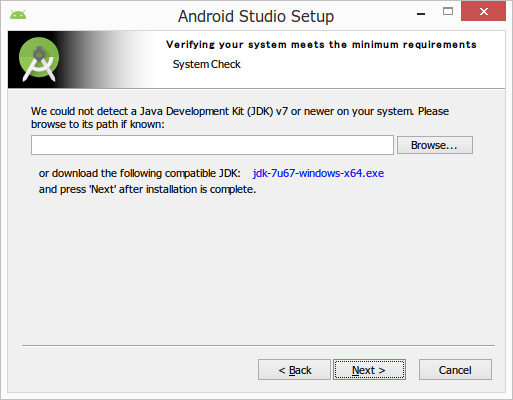 Android Studio Setup
Verifying your system meets the minimum requirements
System Check
We could not detect a Java Development Kit (JDK) v7 or newer on your system. Please
browse to its path if known:
Browse...
or download the following compatible JDK: jdk-7u67-windows-x64.exe
and press 'Next' after installation is complete.
< Back
Next >
Cancel